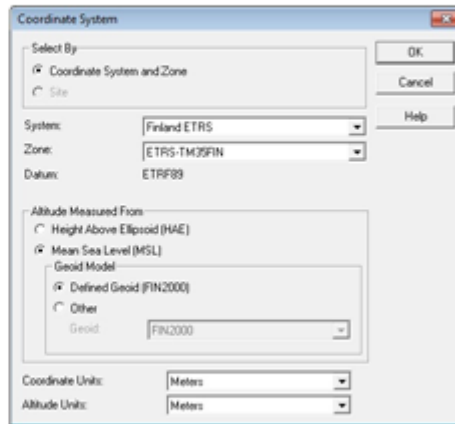 Coordinate System
Select By
Coordinate System and Zone
Site
OK
Cancel
Help
System: Finland ETRS
Zone: ETRS-TM35FIN
Datum: ETRF89
Altitude Measured From
Height Above Ellipsoid (HAE)
Mean Sea Level (MSL)
Geoid Model
Defined Geoid (FIN2000)
Other
Geoid: FIN2000
Coordinate Units: Meters
Altitude Units: Meters